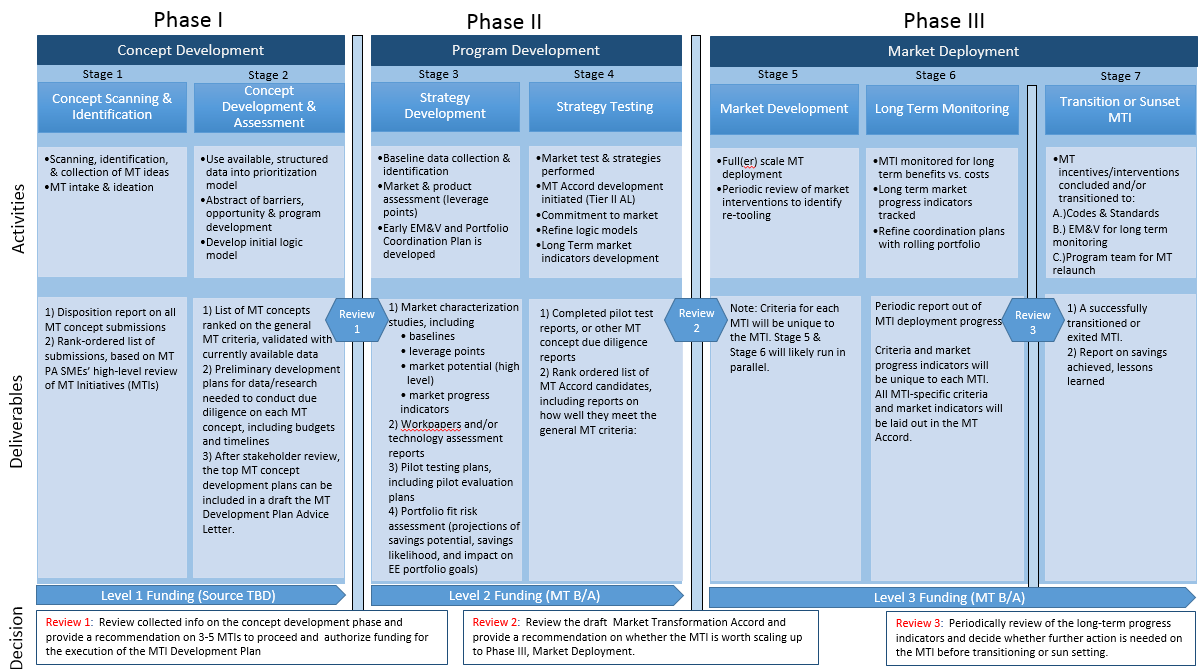 Phase I
Phase II
Phase III
Concept Development
Program Development
Market Deployment
Stage 1
Stage 2
Stage 3
Stage 4
Stage 5
Stage 6
Stage 7
Concept Scanning &
Identification
Concept
Development &
Assessment
Strategy
Development
Strategy Testing
Market Development
Long Term Monitoring
Transition or Sunset
MTI
Activities
•Scanning, identification,
& collection of MT ideas
•MT intake & ideation
•Use available, structured
data into prioritization
model
•Abstract of barriers,
opportunity & program
development
•Develop initial logic
model
•Baseline data collection &
identification
•Market & product
assessment (leverage
points)
•Early EM&V and Portfolio
Coordination Plan is
developed
•Market test & strategies
performed
•MT Accord development
initiated (Tier II AL)
•Commitment to market
•Refine logic models
•Long Term market
indicators development
•Full(er) scale MT
deployment
•Periodic review of market
interventions to identify
re-tooling
•MTI monitored for long
term benefits vs. costs
•Long term market
progress indicators
tracked
•Refine coordination plans
with rolling portfolio
•MT
incentives/interventions
concluded and/or
transitioned to:
A.)Codes & Standards
B.) EM&V for long term
monitoring
C.)Program team for MT
relaunch
Deliverables
1) Disposition report on all
MT concept submissions
2) Rank-ordered list of
submissions, based on MT
PA SMEs’ high-level review
of MT Initiatives (MTIs)
1) List of MT concepts
ranked on the general
MT criteria, validated with
currently available data
2) Preliminary development
plans for data/research
needed to conduct due
diligence on each MT
concept, including budgets
and timelines
3) After stakeholder review,
the top MT concept
development plans can be
included in a draft the MT
Development Plan Advice
Letter.
Review
1
1) Market characterization
studies, including
• baselines
• leverage points
• market potential (high
level)
• market progress
indicators
2) Workpapers and/or
technology assessment
reports
3) Pilot testing plans,
including pilot evaluation
plans
4) Portfolio fit risk
assessment (projections of
savings potential, savings
likelihood, and impact on
EE portfolio goals)
1) Completed pilot test
reports, or other MT
concept due diligence
reports
2) Rank ordered list of
MT Accord candidates,
including reports on
how well they meet the
general MT criteria:
Review
2
Note: Criteria for each
MTI will be unique to
the MTI. Stage 5 &
Stage 6 will likely run in
parallel.
Periodic report out of
MTI deployment progress
Criteria and market
progress indicators will
be unique to each MTI.
All MTI-specific criteria
and market indicators will
be laid out in the MT
Accord.
Review
3
1) A successfully
transitioned or
exited MTI.
2) Report on savings
achieved, lessons
learned
Level 1 Funding (Source TBD)
Level 2 Funding (MT B/A)
Level 3 Funding (MT B/A)
Decision
Review 1: Review collected info on the concept development phase and
provide a recommendation on 3-5 MTIs to proceed and authorize funding for
the execution of the MTI Development Plan
Review 2: Review the draft Market Transformation Accord and
provide a recommendation on whether the MTI is worth scaling up
to Phase III, Market Deployment.
Review 3: Periodically review of the long-term progress
indicators and decide whether further action is needed on
the MTI before transitioning or sun setting.